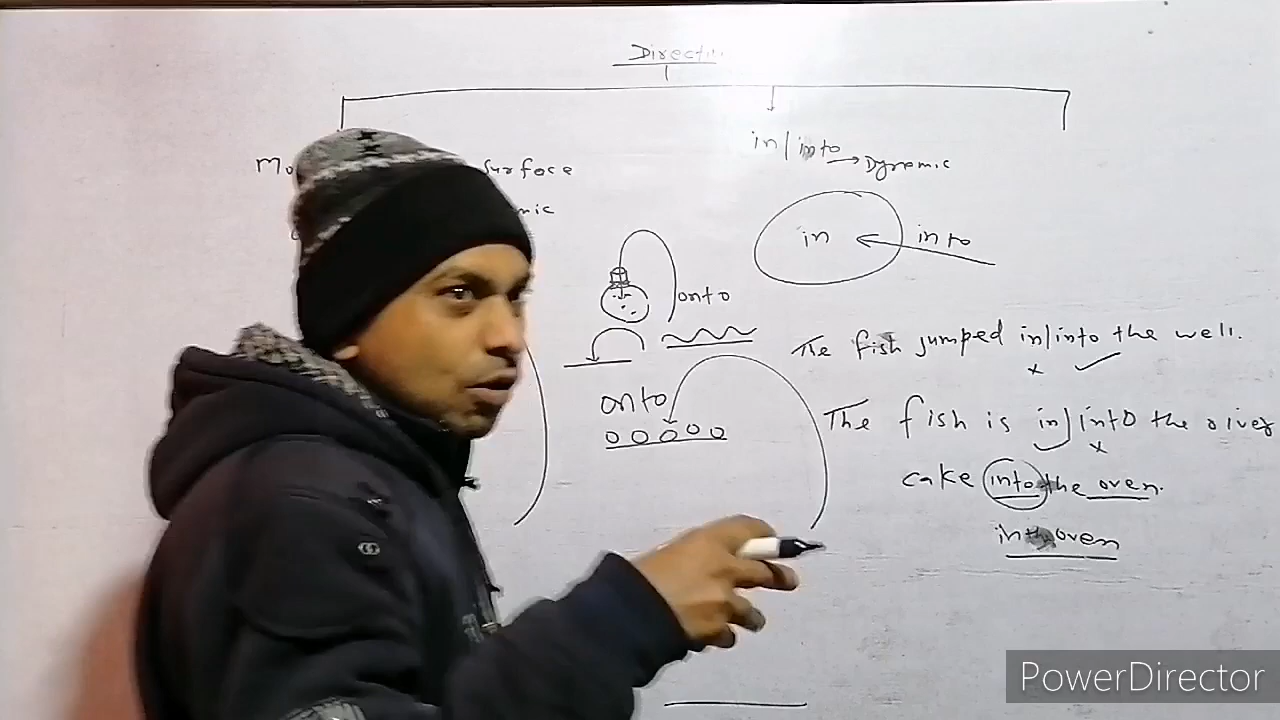 in/into
Dynamic
surface
in
into
onto
The fish jumped in/into the well.
x
onto
The fish is in/into the river
x
cake into the oven.
oven
PowerDirector